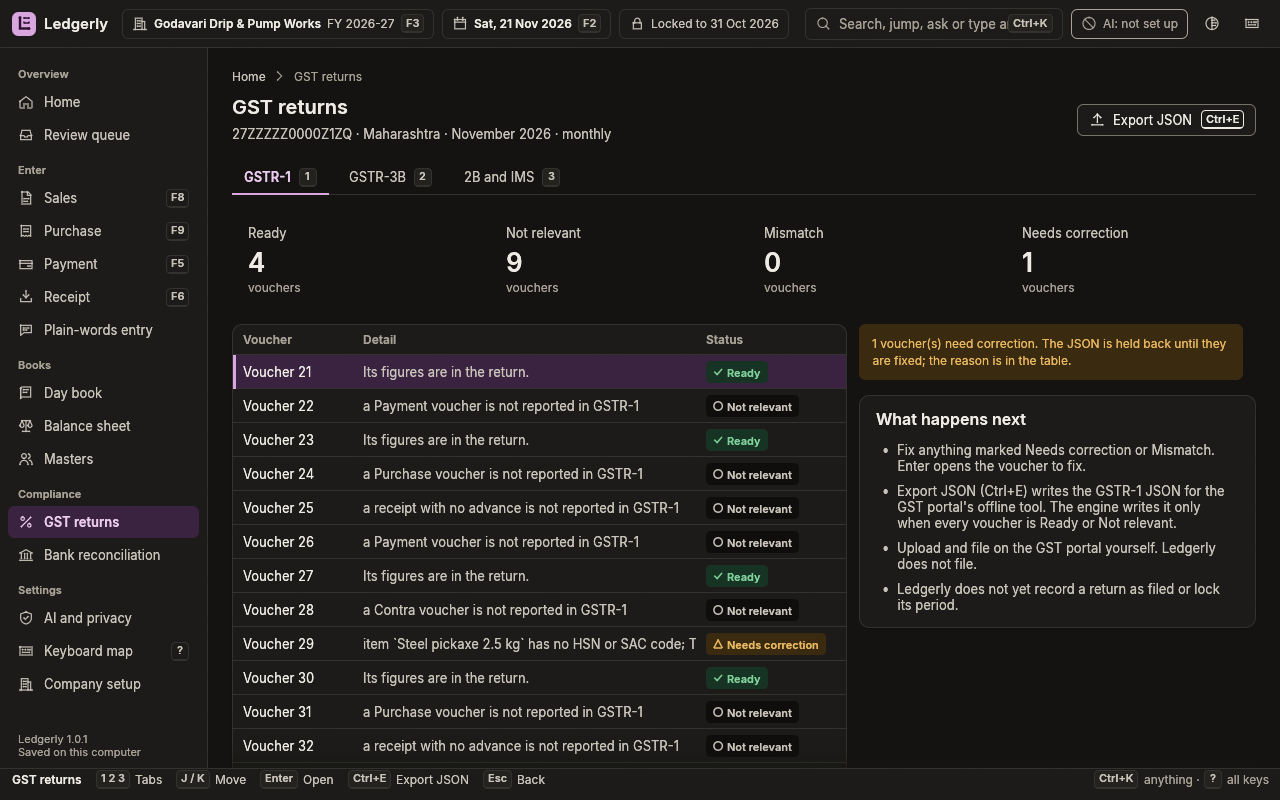 Ledgerly
Godavari Drip & Pump Works FY 2026-27 F3
Sat, 21 Nov 2026 F2
Locked to 31 Oct 2026
Search, jump, ask or type a Ctrl+K
AI: not set up
Overview
Home
Review queue
Enter
Sales F8
Purchase F9
Payment F5
Receipt F6
Plain-words entry
Books
Day book
Balance sheet
Masters
Compliance
GST returns
Bank reconciliation
Settings
AI and privacy
Keyboard map ?
Company setup
Ledgerly 1.0.1
Saved on this computer
Home GST returns
GST returns
27ZZZZZ0000Z1ZQ · Maharashtra · November 2026 · monthly
Export JSON Ctrl+E
GSTR-1 1 GSTR-3B 2 2B and IMS 3
Ready Not relevant Mismatch Needs correction
4 9 0 1
vouchers vouchers vouchers vouchers
Voucher Detail Status
Voucher 21 Its figures are in the return. Ready
Voucher 22 a Payment voucher is not reported in GSTR-1 Not relevant
Voucher 23 Its figures are in the return. Ready
Voucher 24 a Purchase voucher is not reported in GSTR-1 Not relevant
Voucher 25 a receipt with no advance is not reported in GSTR-1 Not relevant
Voucher 26 a Payment voucher is not reported in GSTR-1 Not relevant
Voucher 27 Its figures are in the return. Ready
Voucher 28 a Contra voucher is not reported in GSTR-1 Not relevant
Voucher 29 item `Steel pickaxe 2.5 kg` has no HSN or SAC code; T Needs correction
Voucher 30 Its figures are in the return. Ready
Voucher 31 a Purchase voucher is not reported in GSTR-1 Not relevant
Voucher 32 a receipt with no advance is not reported in GSTR-1 Not relevant
1 voucher(s) need correction. The JSON is held back until they
are fixed; the reason is in the table.
What happens next
• Fix anything marked Needs correction or Mismatch.
Enter opens the voucher to fix.
• Export JSON (Ctrl+E) writes the GSTR-1 JSON for the
GST portal's offline tool. The engine writes it only
when every voucher is Ready or Not relevant.
• Upload and file on the GST portal yourself. Ledgerly
does not file.
• Ledgerly does not yet record a return as filed or lock
its period.
GST returns 1 2 3 Tabs J / K Move Enter Open Ctrl+E Export JSON Esc Back Ctrl+K anything · ? all keys